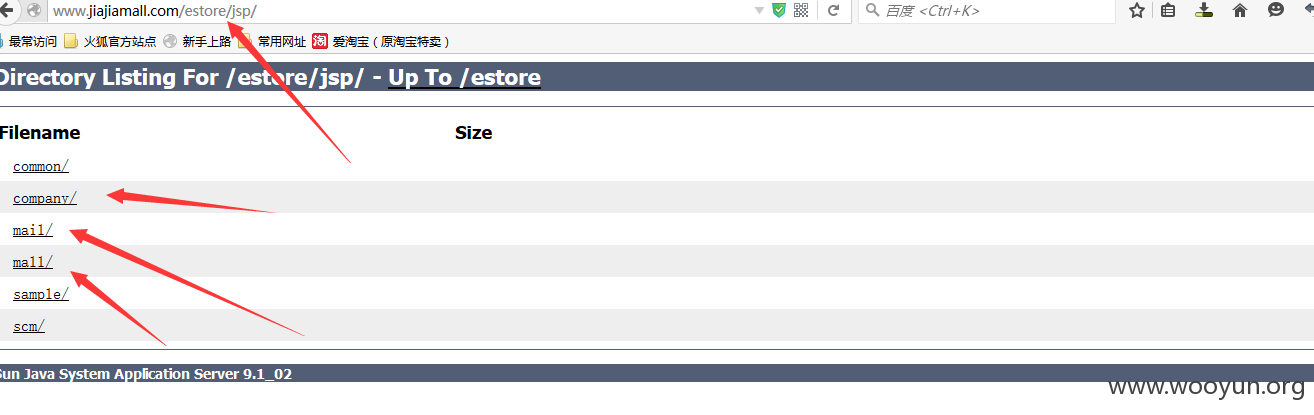 www.jiajiamall.com/estore/jsp/ 百度 <Ctrl+K>
最常访问 火狐官方站点 新手上路 常用网址 淘 爱淘宝（原淘宝特卖）
Directory Listing For /estore/jsp/ - Up To /estore
Filename Size
common/
company/
mail/
mall/
sample/
scm/
Sun Java System Application Server 9.1_02
www.wooyun.org